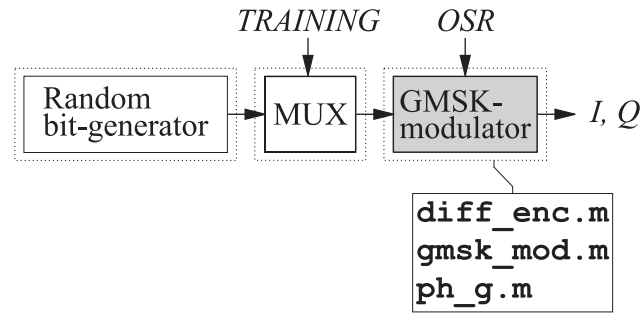 TRAINING
OSR
Random
bit-generator
MUX
GMSK-
modulator
I, Q
diff_enc.m
gmsk_mod.m
ph_g.m